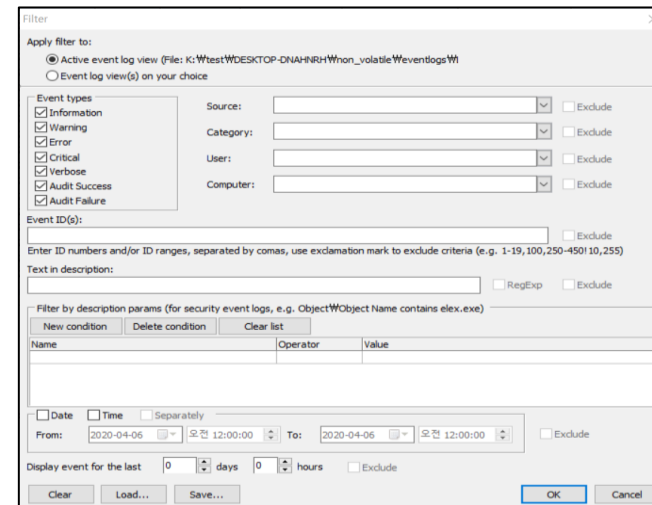 Filter
Apply filter to:
Active event log view (File: K:₩test₩DESKTOP-DNAHNRH₩non_volatile₩eventlogs₩
Event log view(s) on your choice
Event types
Information
Warning
Error
Critical
Verbose
Audit Success
Audit Failure
Source: Exclude
Category: Exclude
User: Exclude
Computer: Exclude
Event ID(s):
Exclude
Enter ID numbers and/or ID ranges, separated by comas, use exclamation mark to exclude criteria (e.g. 1-19,100,250-450!10,255)
Text in description:
RegExp Exclude
Filter by description params (for security event logs, e.g. Object₩Object Name contains elex.exe)
New condition Delete condition Clear list
Name Operator Value
Date Time Separately
From: 2020-04-06 오전 12:00:00 To: 2020-04-06 오전 12:00:00 Exclude
Display event for the last 0 days 0 hours Exclude
Clear Load... Save... OK Cancel